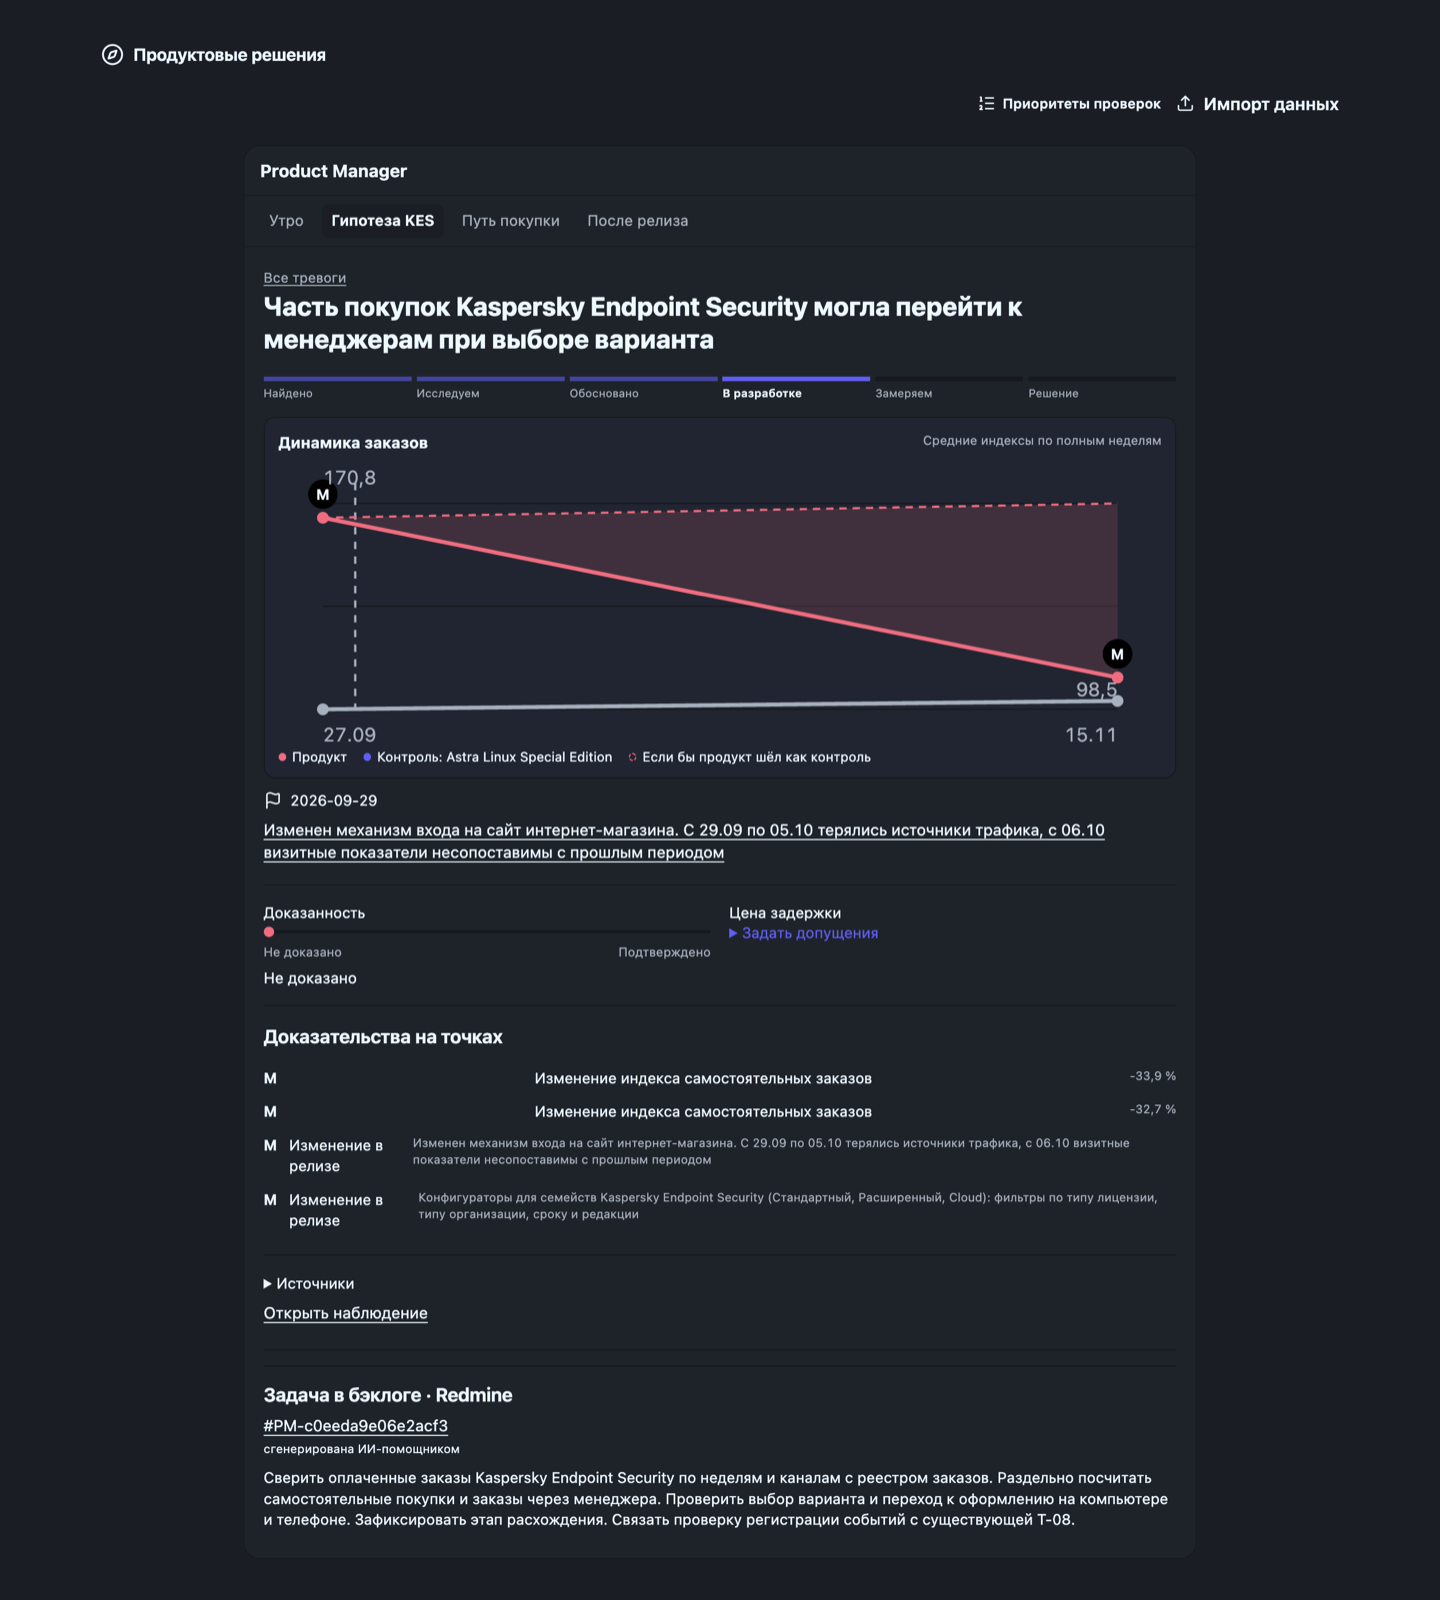 Продуктовые решения
Приоритеты проверок
Импорт данных
Product Manager
Утро
Гипотеза KES
Путь покупки
После релиза
Все тревоги
Часть покупок Kaspersky Endpoint Security могла перейти к
менеджерам при выборе варианта
Найдено
Исследуем
Обосновано
В разработке
Замеряем
Решение
Динамика заказов
Средние индексы по полным неделям
170,8
M
M
98,5
27.09
15.11
Продукт
Контроль: Astra Linux Special Edition
Если бы продукт шёл как контроль
2026-09-29
Изменен механизм входа на сайт интернет-магазина. С 29.09 по 05.10 терялись источники трафика, с 06.10
визитные показатели несопоставимы с прошлым периодом
Доказанность
Не доказано
Подтверждено
Не доказано
Цена задержки
Задать допущения
Доказательства на точках
M
Изменение индекса самостоятельных заказов
-33,9 %
M
Изменение индекса самостоятельных заказов
-32,7 %
M
Изменение в
релизе
Изменен механизм входа на сайт интернет-магазина. С 29.09 по 05.10 терялись источники трафика, с 06.10 визитные
показатели несопоставимы с прошлым периодом
M
Изменение в
релизе
Конфигураторы для семейств Kaspersky Endpoint Security (Стандартный, Расширенный, Cloud): фильтры по типу лицензии,
типу организации, сроку и редакции
Источники
Открыть наблюдение
Задача в бэклоге · Redmine
#PM-c0eeda9e06e2acf3
сгенерирована ИИ-помощником
Сверить оплаченные заказы Kaspersky Endpoint Security по неделям и каналам с реестром заказов. Раздельно посчитать
самостоятельные покупки и заказы через менеджера. Проверить выбор варианта и переход к оформлению на компьютере
и телефоне. Зафиксировать этап расхождения. Связать проверку регистрации событий с существующей Т-08.